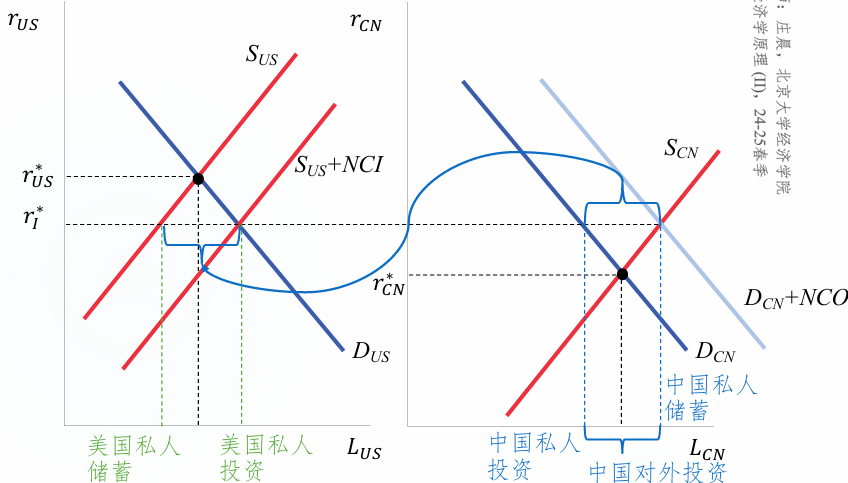 r_US
r_CN
S_US
S_US+NCI
r*_US
r*_I
D_US
美国私人
储蓄
美国私人
投资
L_US
S_CN
r*_CN
D_CN+NCO
D_CN
中国私人
储蓄
中国私人
投资
中国对外投资
L_CN
庄晨,北京大学经济学院
济学原理 (II), 24-25春季